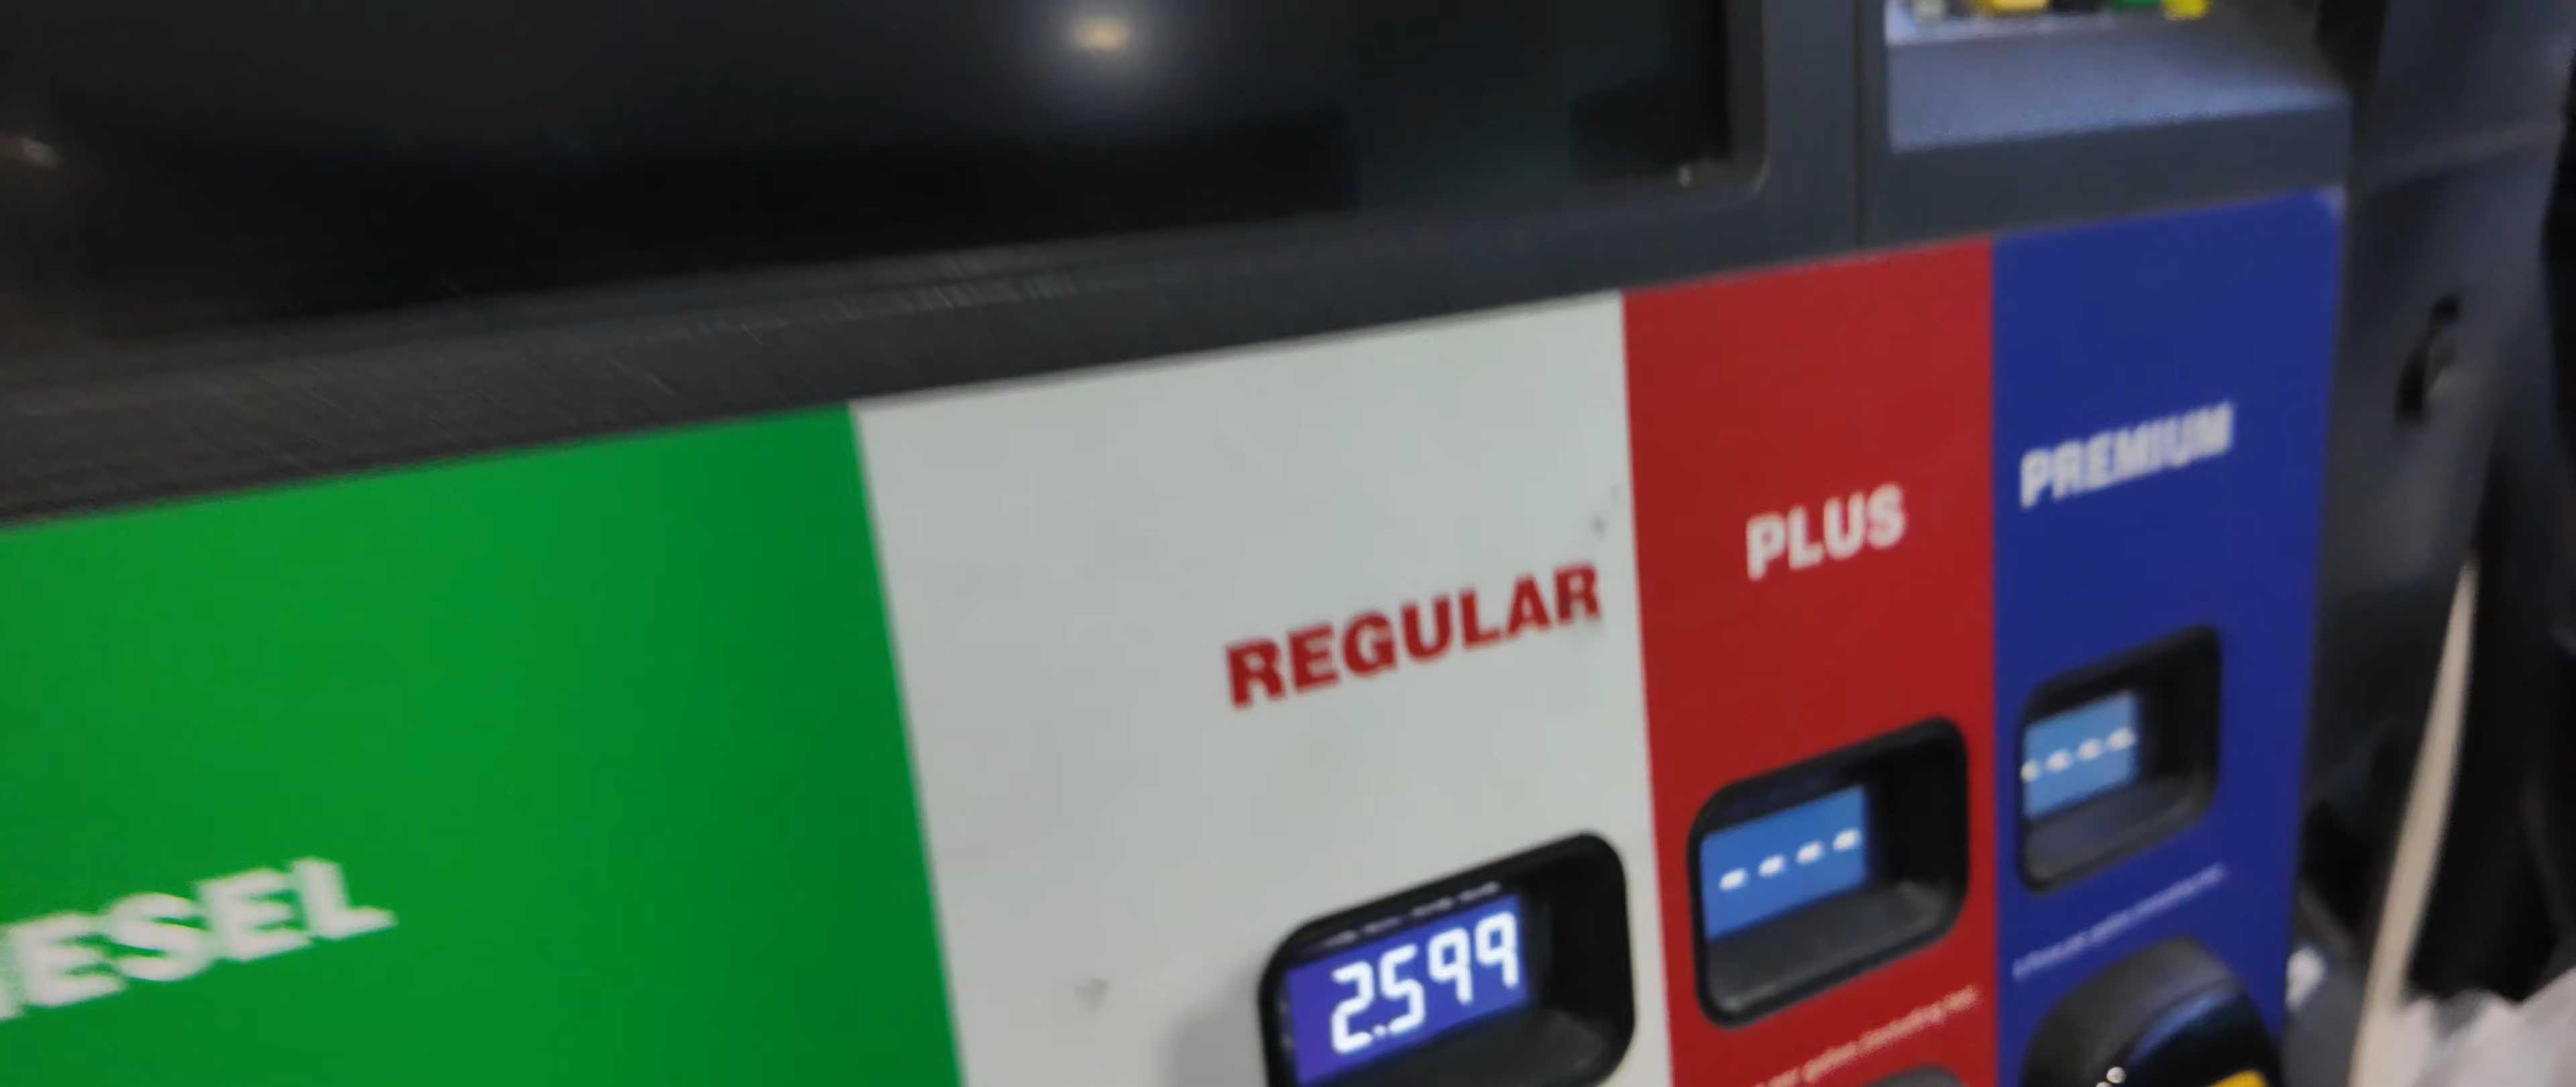 ESEL
REGULAR
PLUS
PREMIUM
2.599
----
----